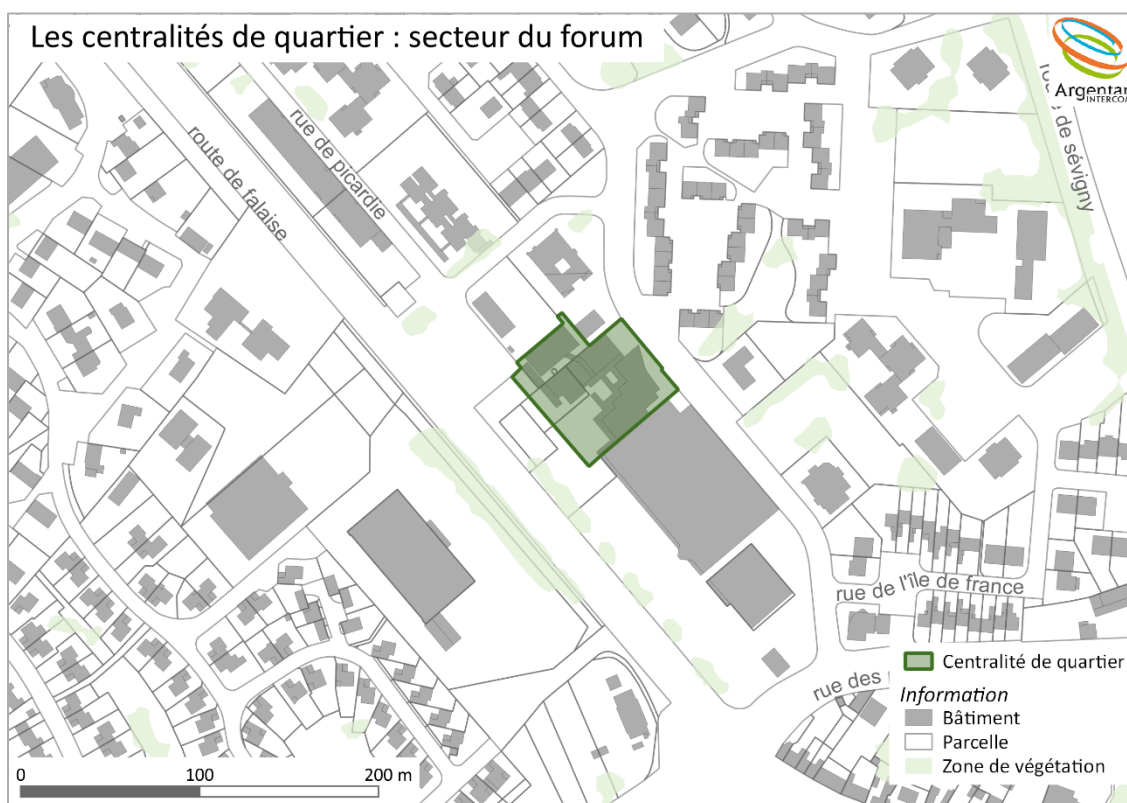 Les centralités de quartier : secteur du forum
Argentan
INTERCOM
route de falaise
rue de picardie
de sévigny
rue de l'île de france
rue des
Centralité de quartier
Information
Bâtiment
Parcelle
Zone de végétation
0 100 200 m